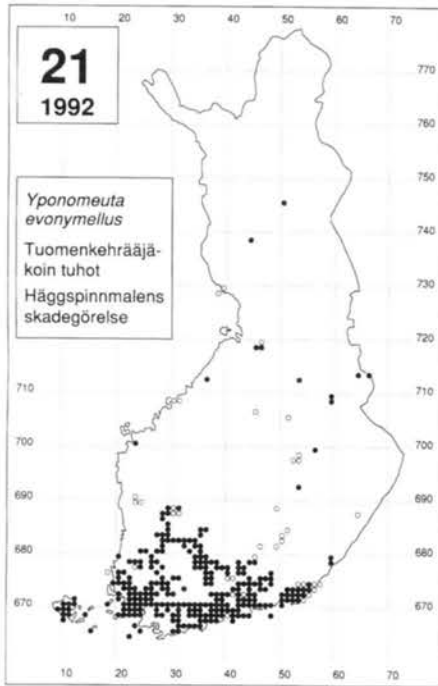 10 20 30 40 50 60 70
21
1992
770
760
750
740
Yponomeuta
evonymellus
Tuomenkehrääjä-
koin tuhot
Häggspinnmalens
skadegörelse
730
720
710
710
700
700
690
690
680
680
670
670
10 20 30 40 50 60 70